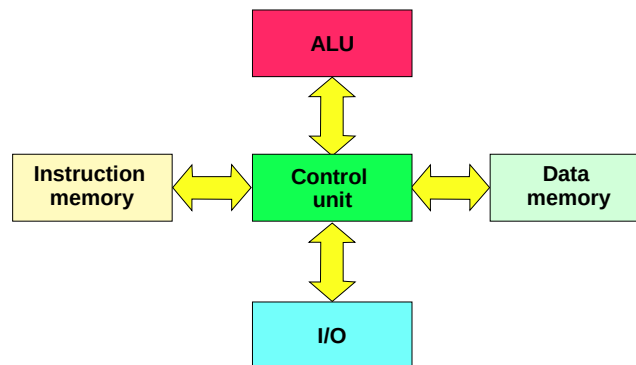 ALU
Instruction
memory
Control
unit
Data
memory
I/O